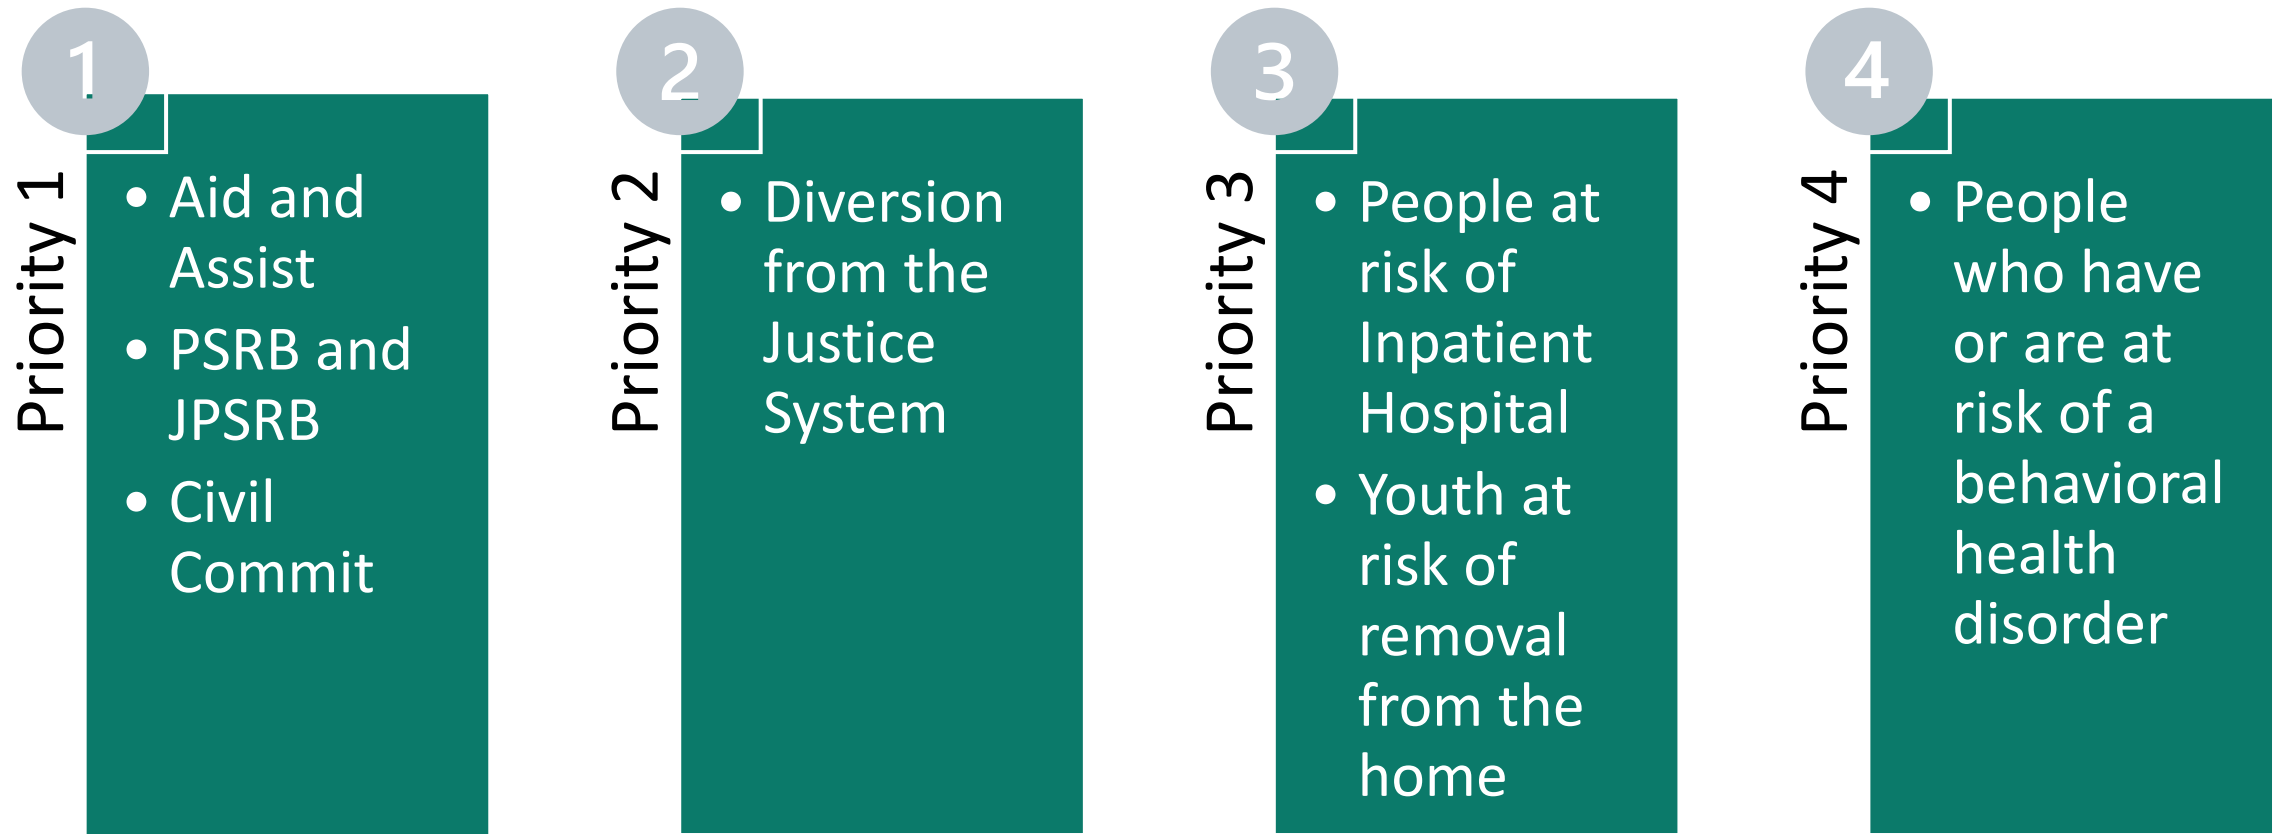 1
Priority 1
• Aid and
Assist
• PSRB and
JPSRB
• Civil
Commit
2
Priority 2
• Diversion
from the
Justice
System
3
Priority 3
• People at
risk of
Inpatient
Hospital
• Youth at
risk of
removal
from the
home
4
Priority 4
• People
who have
or are at
risk of a
behavioral
health
disorder